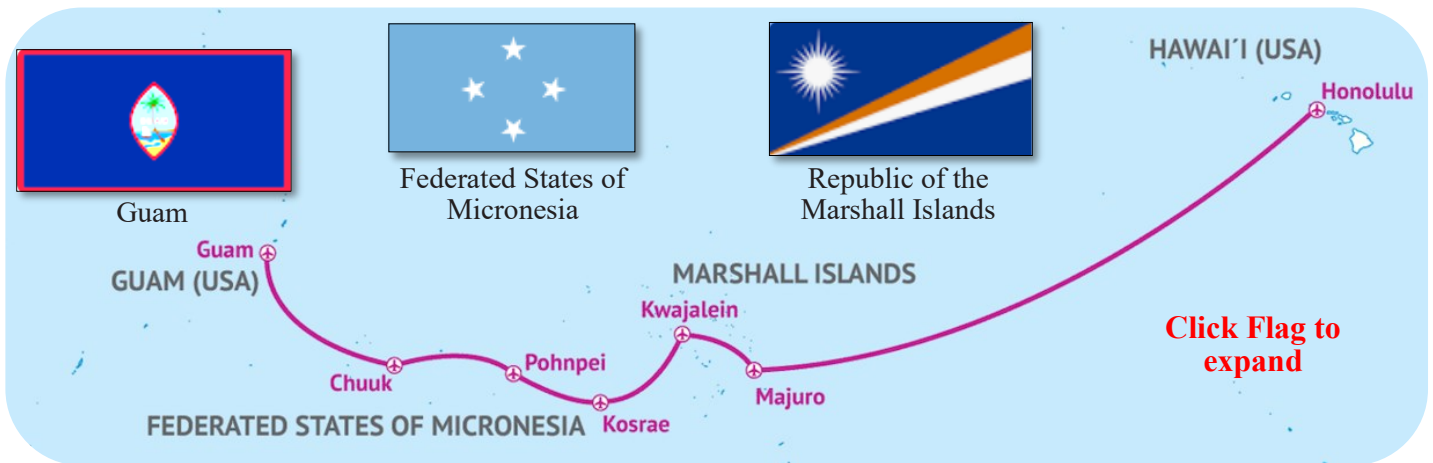 HAWAI´I (USA)
Honolulu
Guam
Federated States of
Micronesia
Republic of the
Marshall Islands
Guam
GUAM (USA)
MARSHALL ISLANDS
Kwajalein
Click Flag to
expand
Chuuk
Pohnpei
Majuro
FEDERATED STATES OF MICRONESIA
Kosrae